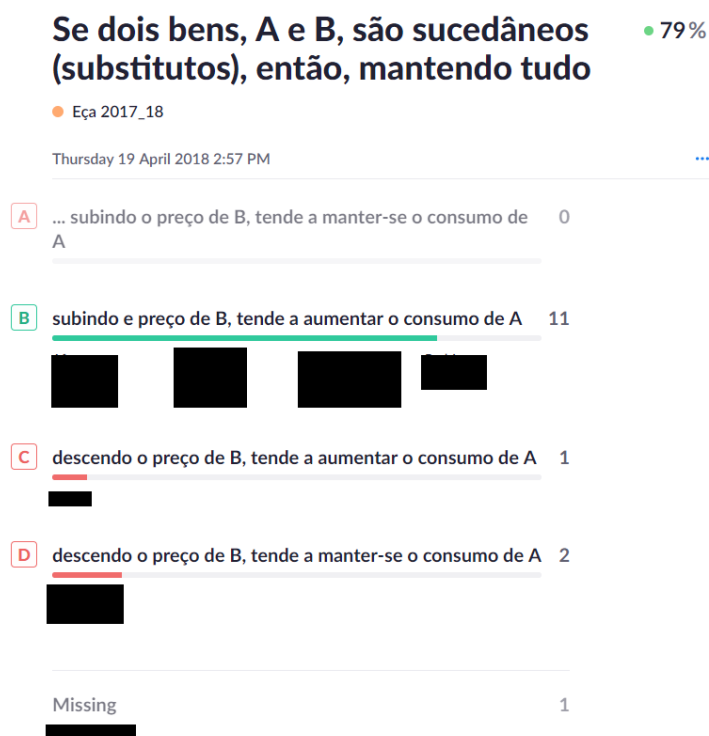 Se dois bens, A e B, são sucedâneos
79%
(substitutos), então, mantendo tudo
Eça 2017_18
Thursday 19 April 2018 2:57 PM
A ... subindo o preço de B, tende a manter-se o consumo de 0
A
B subindo e preço de B, tende a aumentar o consumo de A 11
C descendo o preço de B, tende a aumentar o consumo de A 1
D descendo o preço de B, tende a manter-se o consumo de A 2
Missing 1